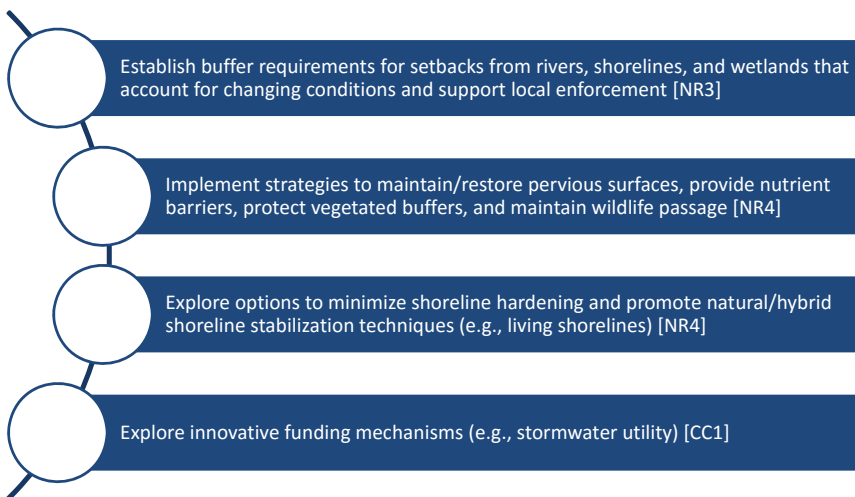 Establish buffer requirements for setbacks from rivers, shorelines, and wetlands that
account for changing conditions and support local enforcement [NR3]
Implement strategies to maintain/restore pervious surfaces, provide nutrient
barriers, protect vegetated buffers, and maintain wildlife passage [NR4]
Explore options to minimize shoreline hardening and promote natural/hybrid
shoreline stabilization techniques (e.g., living shorelines) [NR4]
Explore innovative funding mechanisms (e.g., stormwater utility) [CC1]